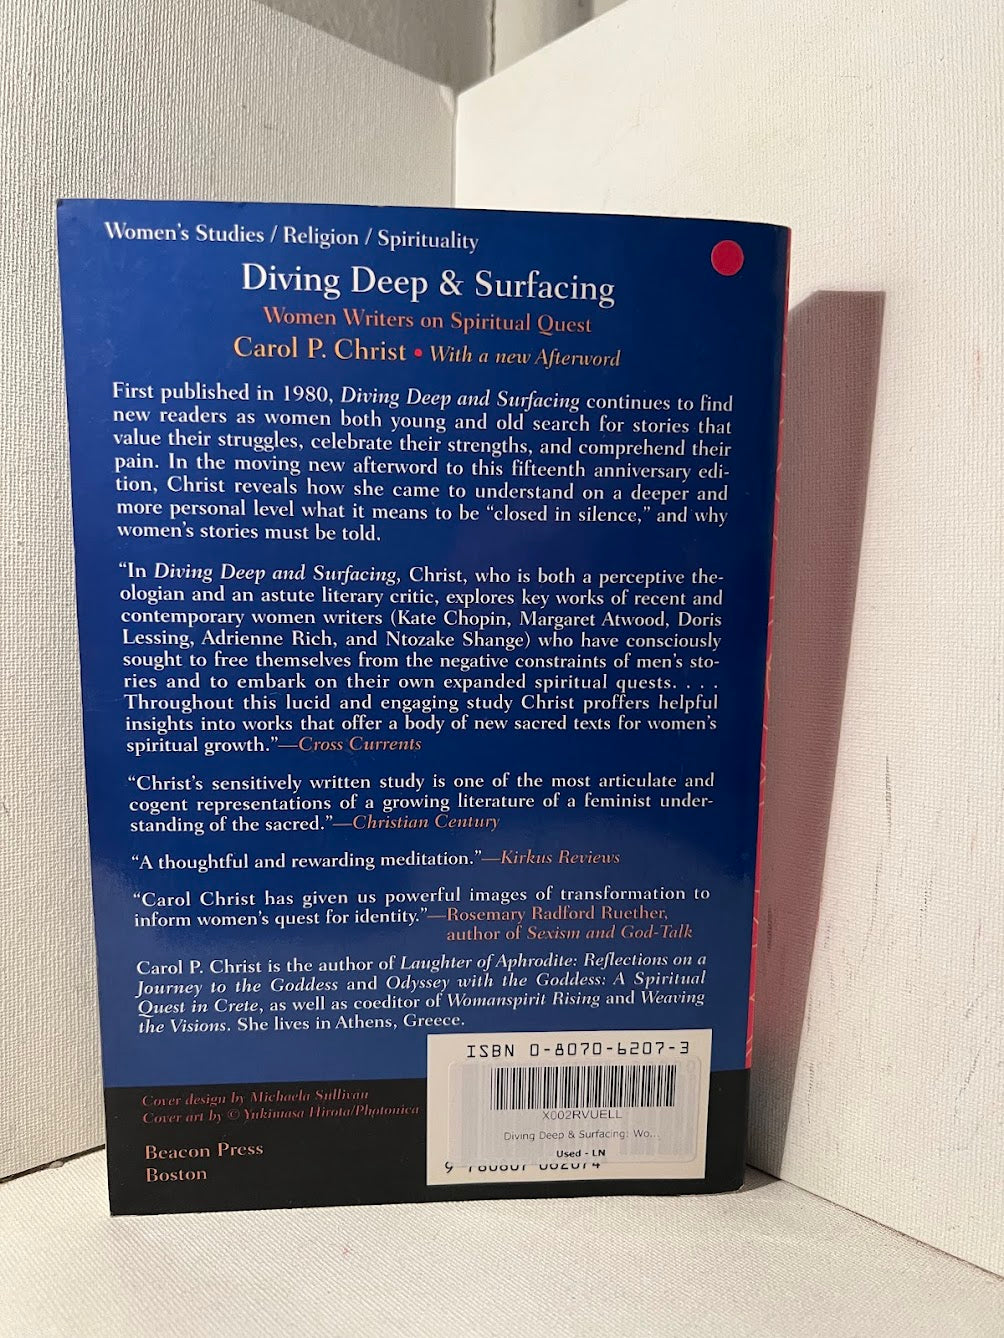 Women's Studies / Religion / Spirituality
Diving Deep & Surfacing
Women Writers on Spiritual Quest
Carol P. Christ • With a new Afterword
First published in 1980, Diving Deep and Surfacing continues to find
new readers as women both young and old search for stories that
value their struggles, celebrate their strengths, and comprehend their
pain. In the moving new afterword to this fifteenth anniversary edi-
tion, Christ reveals how she came to understand on a deeper and
more personal level what it means to be “closed in silence,” and why
women's stories must be told.
“In Diving Deep and Surfacing, Christ, who is both a perceptive the-
ologian and an astute literary critic, explores key works of recent and
contemporary women writers (Kate Chopin, Margaret Atwood, Doris
Lessing, Adrienne Rich, and Ntozake Shange) who have consciously
sought to free themselves from the negative constraints of men's sto-
ries and to embark on their own expanded spiritual quests. . . .
Throughout this lucid and engaging study Christ proffers helpful
insights into works that offer a body of new sacred texts for women's
spiritual growth.”—Cross Currents
“Christ's sensitively written study is one of the most articulate and
cogent representations of a growing literature of a feminist under-
standing of the sacred.”—Christian Century
“A thoughtful and rewarding meditation.”—Kirkus Reviews
“Carol Christ has given us powerful images of transformation to
inform women's quest for identity.”—Rosemary Radford Ruether,
author of Sexism and God-Talk
Carol P. Christ is the author of Laughter of Aphrodite: Reflections on a
Journey to the Goddess and Odyssey with the Goddess: A Spiritual
Quest in Crete, as well as coeditor of Womanspirit Rising and Weaving
the Visions. She lives in Athens, Greece.
Cover design by Michaela Sullivan
Cover art by © Yukimasa Hirota/Photonica
Beacon Press
Boston
ISBN 0-8070-6207-3
X002RVUELL
Diving Deep & Surfacing: Wo...
Used - LN
9 780807 062074